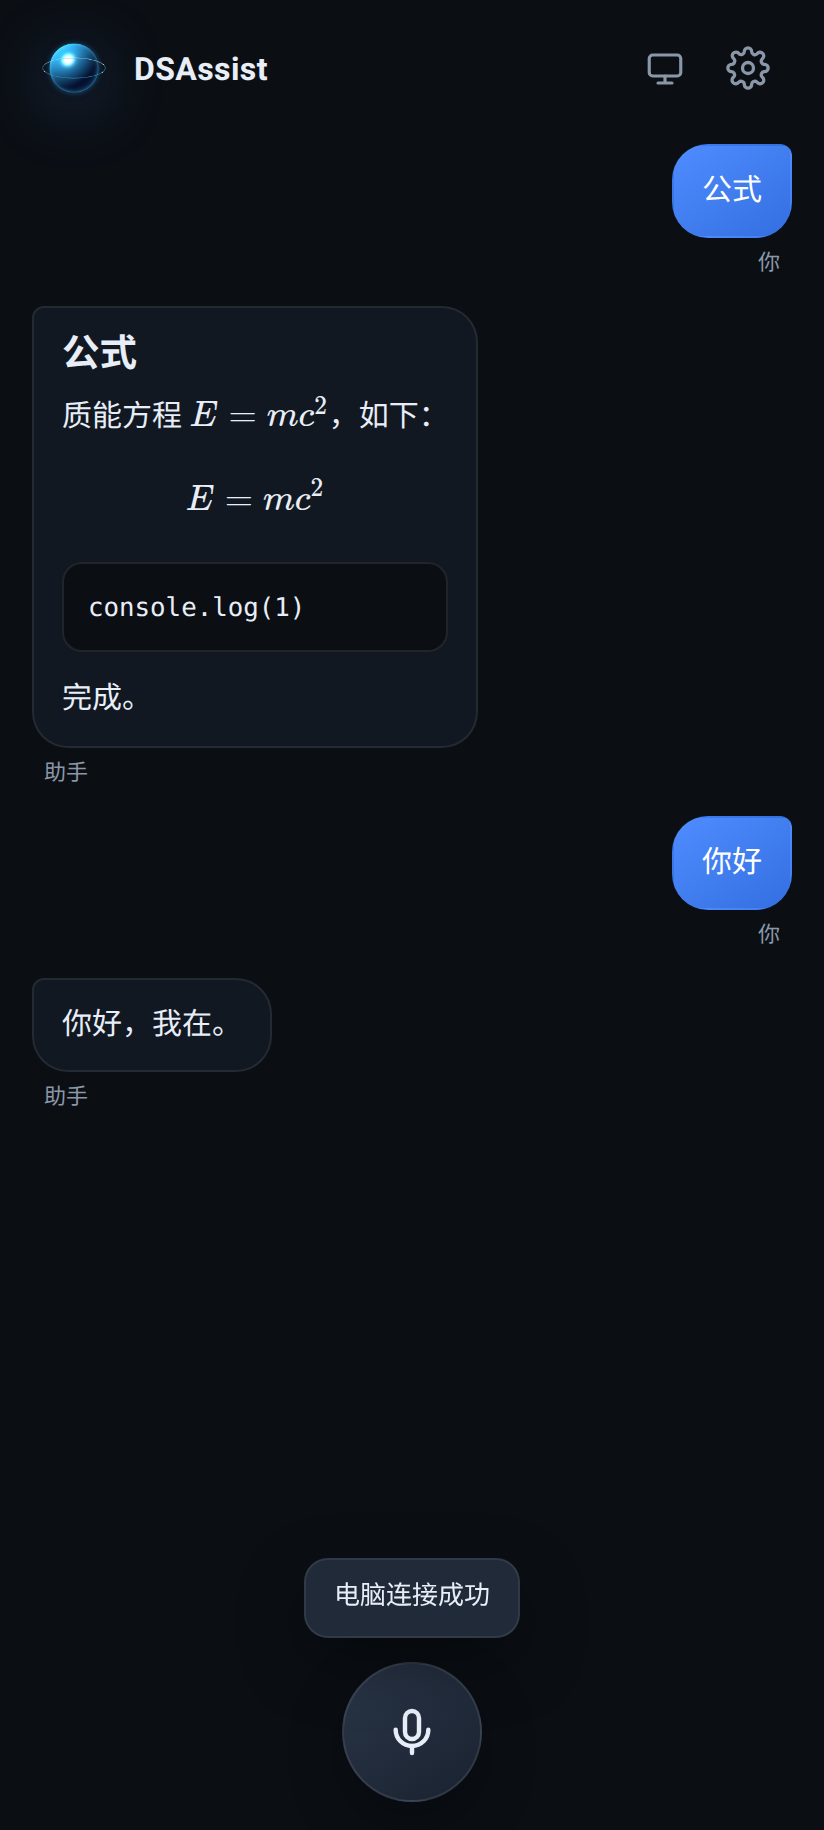 DSAssist
公式
你
公式
质能方程 E = mc²，如下：
E = mc²
console.log(1)
完成。
助手
你好
你
你好，我在。
助手
电脑连接成功